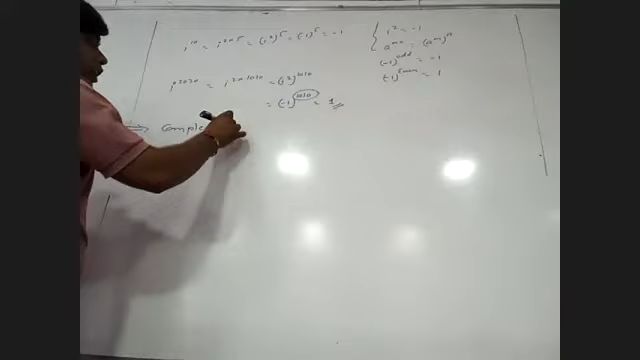 i^10 = i^2×5 = (i^2)^5 = (-1)^5 = -1
i^2020 = i^2×1010 = (i^2)^1010
= (-1)^1010 = 1
⇒ Comple
i^2 = -1
a^mn = (a^m)^n
(-1)^odd = -1
(-1)^even = 1